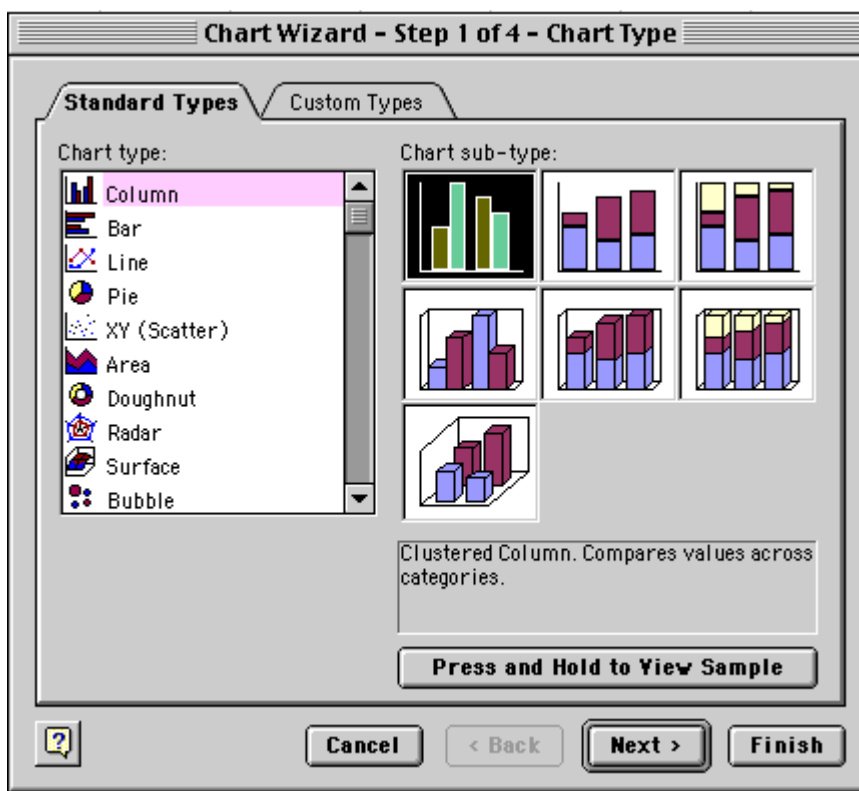 Chart Wizard – Step 1 of 4 – Chart Type
Standard Types
Custom Types
Chart type:
Column
Bar
Line
Pie
XY (Scatter)
Area
Doughnut
Radar
Surface
Bubble
Chart sub-type:
Clustered Column. Compares values across
categories.
Press and Hold to View Sample
?
Cancel
< Back
Next >
Finish